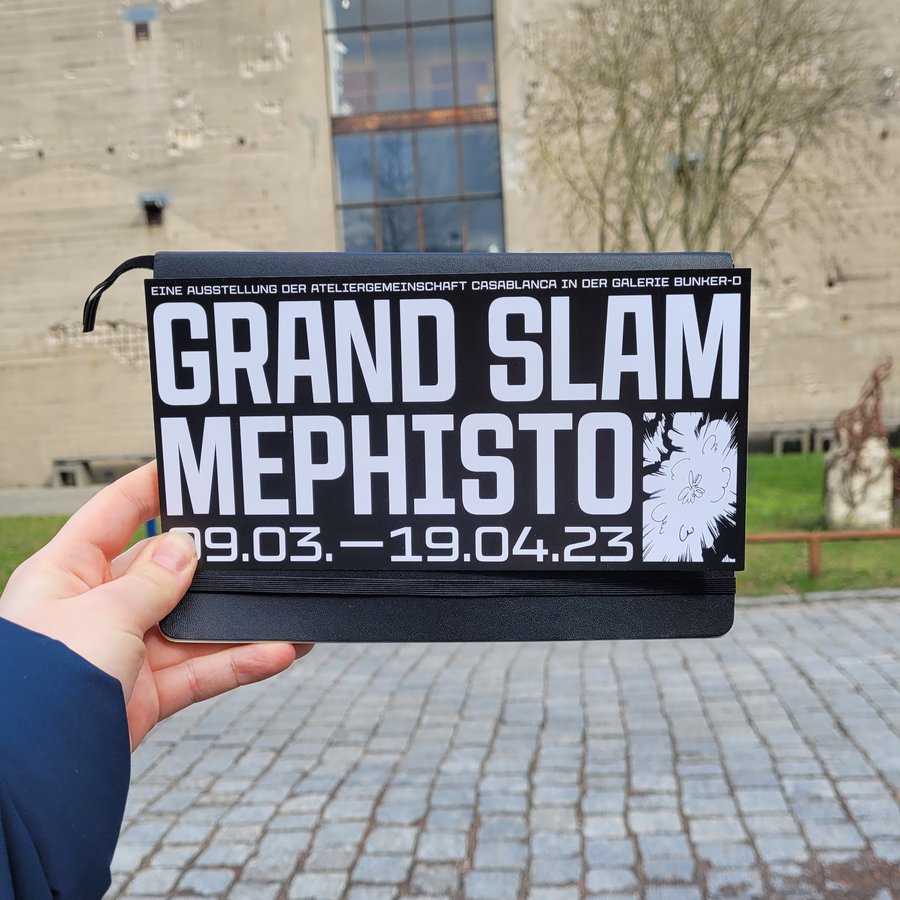 EINE AUSSTELLUNG DER ATELIERGEMEINSCHAFT CASABLANCA IN DER GALERIE BUNKER-D
GRAND SLAM
MEPHISTO
09.03.—19.04.23